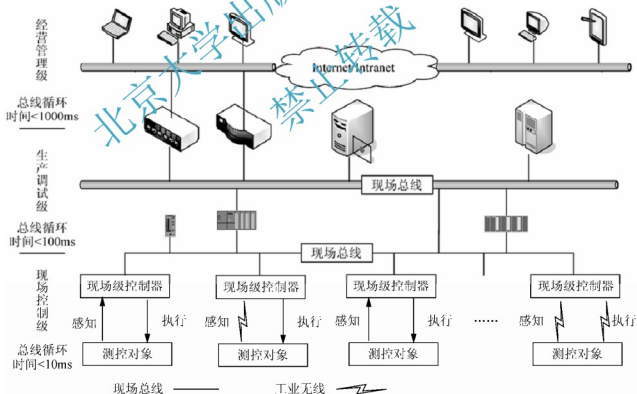 经营管理级
Internet/Intranet
总线循环
时间<1000ms
北京大学出版
禁止转载
生产调试级
现场总线
总线循环
时间<100ms
现场总线
现场控制级
现场级控制器
现场级控制器
现场级控制器
现场级控制器
感知
执行
感知
执行
感知
执行
……
感知
执行
总线循环
时间<10ms
测控对象
测控对象
测控对象
测控对象
现场总线
工业无线